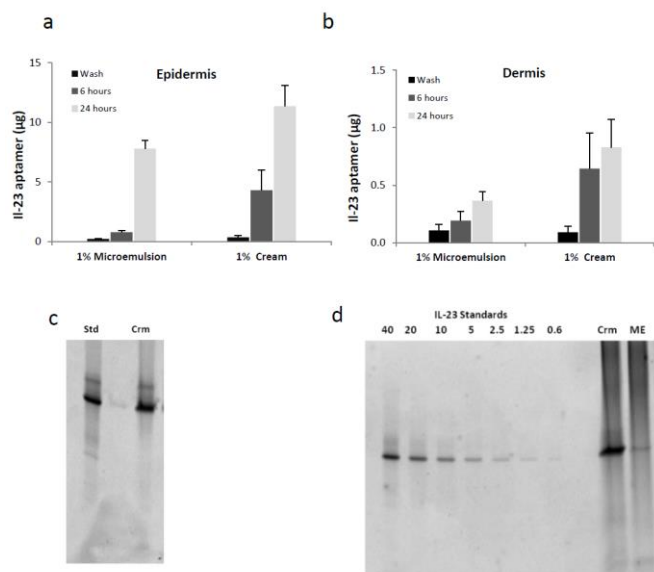 a
Epidermis
Wash
6 hours
24 hours
Il-23 aptamer (µg)
15
10
5
0
1% Microemulsion 1% Cream
b
Dermis
Wash
6 hours
24 hours
Il-23 aptamer (µg)
1.5
1.0
0.5
0.0
1% Microemulsion 1% Cream
c
Std Crm
d
IL-23 Standards
40 20 10 5 2.5 1.25 0.6 Crm ME